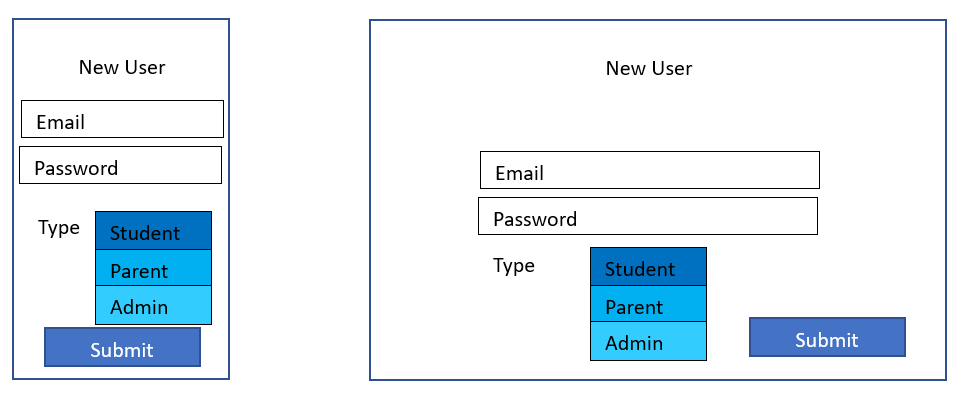 New User
Email
Password
Type
Student
Parent
Admin
Submit
New User
Email
Password
Type
Student
Parent
Admin
Submit